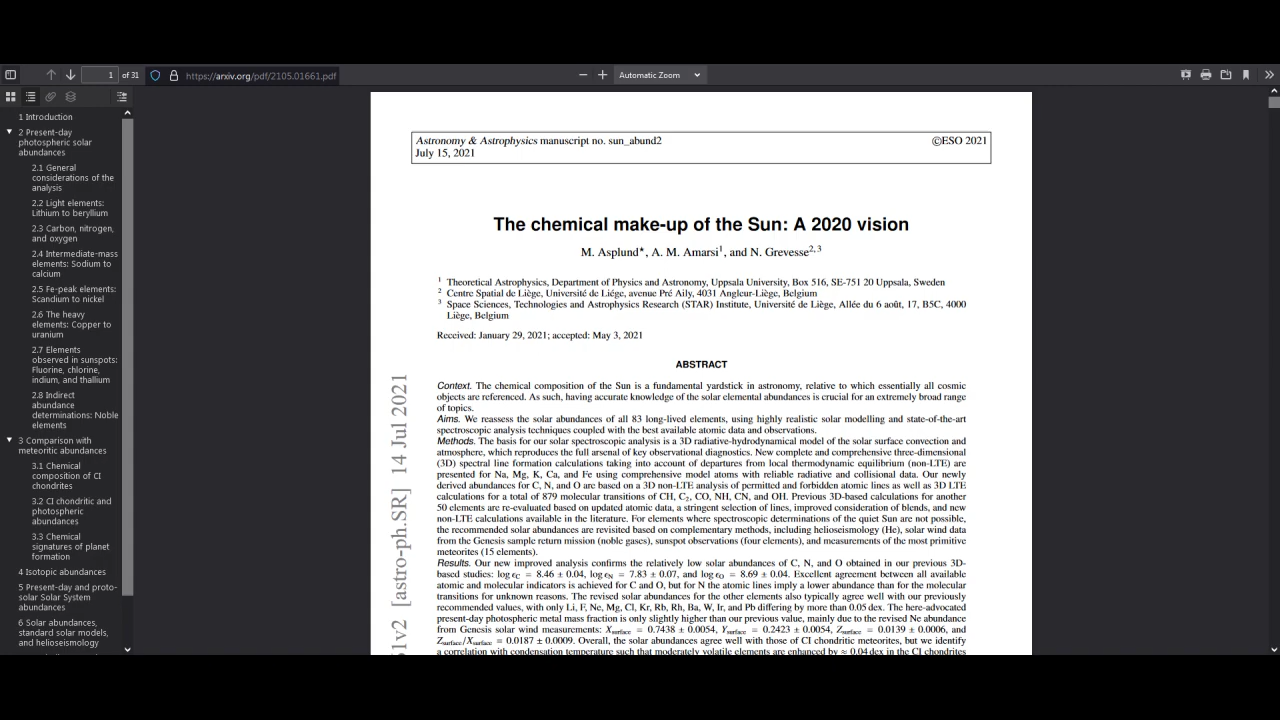 1 of 31
https://arxiv.org/pdf/2105.01661.pdf
Automatic Zoom
1 Introduction
2 Present-day
photospheric solar
abundances
2.1 General
considerations of the
analysis
2.2 Light elements:
Lithium to beryllium
2.3 Carbon, nitrogen,
and oxygen
2.4 Intermediate-mass
elements: Sodium to
calcium
2.5 Fe-peak elements:
Scandium to nickel
2.6 The heavy
elements: Copper to
uranium
2.7 Elements
observed in sunspots:
Fluorine, chlorine,
indium, and thallium
2.8 Indirect
abundance
determinations: Noble
elements
3 Comparison with
meteoritic abundances
3.1 Chemical
composition of CI
chondrites
3.2 CI chondritic and
photospheric
abundances
3.3 Chemical
signatures of planet
formation
4 Isotopic abundances
5 Present-day and proto-
solar Solar System
abundances
6 Solar abundances,
standard solar models,
and helioseismology
Astronomy & Astrophysics manuscript no. sun_abund2
July 15, 2021
©ESO 2021
The chemical make-up of the Sun: A 2020 vision
M. Asplund*, A. M. Amarsi¹, and N. Grevesse²,³
¹ Theoretical Astrophysics, Department of Physics and Astronomy, Uppsala University, Box 516, SE-751 20 Uppsala, Sweden
² Centre Spatial de Liège, Université de Liége, avenue Pré Aily, 4031 Angleur-Liège, Belgium
³ Space Sciences, Technologies and Astrophysics Research (STAR) Institute, Université de Liège, Allée du 6 août, 17, B5C, 4000
Liège, Belgium
Received: January 29, 2021; accepted: May 3, 2021
ABSTRACT
Context. The chemical composition of the Sun is a fundamental yardstick in astronomy, relative to which essentially all cosmic
objects are referenced. As such, having accurate knowledge of the solar elemental abundances is crucial for an extremely broad range
of topics.
Aims. We reassess the solar abundances of all 83 long-lived elements, using highly realistic solar modelling and state-of-the-art
spectroscopic analysis techniques coupled with the best available atomic data and observations.
Methods. The basis for our solar spectroscopic analysis is a 3D radiative-hydrodynamical model of the solar surface convection and
atmosphere, which reproduces the full arsenal of key observational diagnostics. New complete and comprehensive three-dimensional
(3D) spectral line formation calculations taking into account of departures from local thermodynamic equilibrium (non-LTE) are
presented for Na, Mg, K, Ca, and Fe using comprehensive model atoms with reliable radiative and collisional data. Our newly
derived abundances for C, N, and O are based on a 3D non-LTE analysis of permitted and forbidden atomic lines as well as 3D LTE
calculations for a total of 879 molecular transitions of CH, C₂, CO, NH, CN, and OH. Previous 3D-based calculations for another
50 elements are re-evaluated based on updated atomic data, a stringent selection of lines, improved consideration of blends, and new
non-LTE calculations available in the literature. For elements where spectroscopic determinations of the quiet Sun are not possible,
the recommended solar abundances are revisited based on complementary methods, including helioseismology (He), solar wind data
from the Genesis sample return mission (noble gases), sunspot observations (four elements), and measurements of the most primitive
meteorites (15 elements).
Results. Our new improved analysis confirms the relatively low solar abundances of C, N, and O obtained in our previous 3D-
based studies: log ϵC = 8.46 ± 0.04, log ϵN = 7.83 ± 0.07, and log ϵO = 8.69 ± 0.04. Excellent agreement between all available
atomic and molecular indicators is achieved for C and O, but for N the atomic lines imply a lower abundance than for the molecular
transitions for unknown reasons. The revised solar abundances for the other elements also typically agree well with our previously
recommended values, with only Li, F, Ne, Mg, Cl, Kr, Rb, Rh, Ba, W, Ir, and Pb differing by more than 0.05 dex. The here-advocated
present-day photospheric metal mass fraction is only slightly higher than our previous value, mainly due to the revised Ne abundance
from Genesis solar wind measurements: Xsurface = 0.7438 ± 0.0054, Ysurface = 0.2423 ± 0.0054, Zsurface = 0.0139 ± 0.0006, and
Zsurface/Xsurface = 0.0187 ± 0.0009. Overall, the solar abundances agree well with those of CI chondritic meteorites, but we identify
a correlation with condensation temperature such that moderately volatile elements are enhanced by ≈ 0.04 dex in the CI chondrites
1v2 [astro-ph.SR] 14 Jul 2021